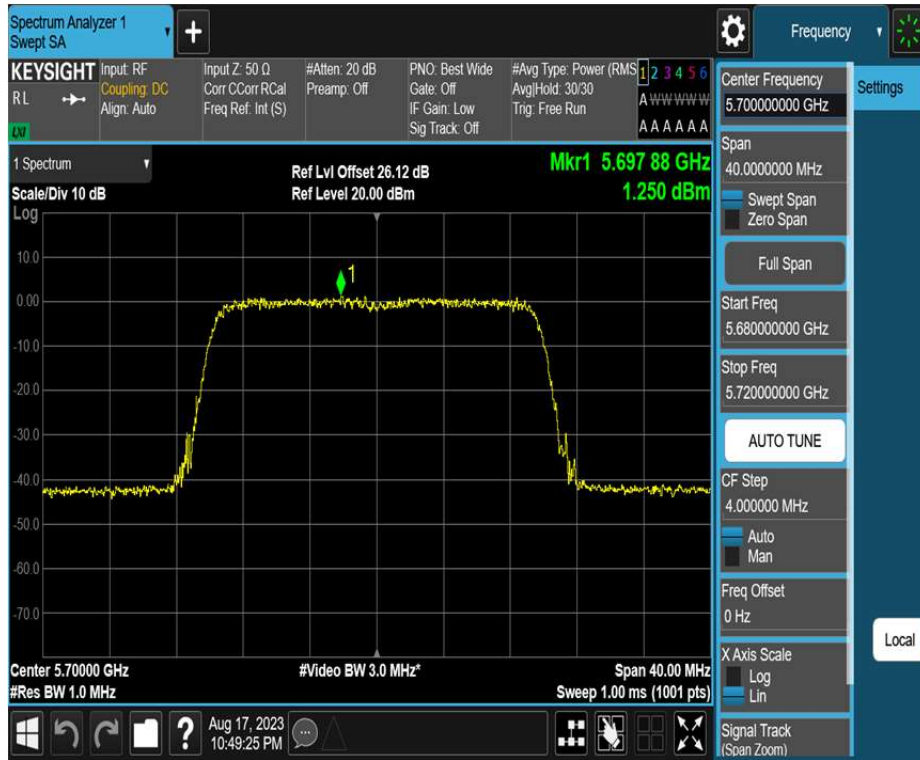 Spectrum Analyzer 1
Swept SA
Frequency
KEYSIGHT
R L
LXI
Input: RF
Coupling: DC
Align: Auto
Input Z: 50 Ω
Corr CCorr RCal
Freq Ref: Int (S)
#Atten: 20 dB
Preamp: Off
PNO: Best Wide
Gate: Off
IF Gain: Low
Sig Track: Off
#Avg Type: Power (RMS
Avg|Hold: 30/30
Trig: Free Run
1 2 3 4 5 6
A W W W W W
A A A A A A
1 Spectrum
Scale/Div 10 dB
Log
Ref Lvl Offset 26.12 dB
Ref Level 20.00 dBm
Mkr1 5.697 88 GHz
1.250 dBm
1
10.0
0.00
-10.0
-20.0
-30.0
-40.0
-50.0
-60.0
-70.0
Center 5.70000 GHz
#Res BW 1.0 MHz
#Video BW 3.0 MHz*
Span 40.00 MHz
Sweep 1.00 ms (1001 pts)
?
Aug 17, 2023
10:49:25 PM
Center Frequency
5.700000000 GHz
Span
40.0000000 MHz
Swept Span
Zero Span
Full Span
Start Freq
5.680000000 GHz
Stop Freq
5.720000000 GHz
AUTO TUNE
CF Step
4.000000 MHz
Auto
Man
Freq Offset
0 Hz
X Axis Scale
Log
Lin
Signal Track
(Span Zoom)
Settings
Local